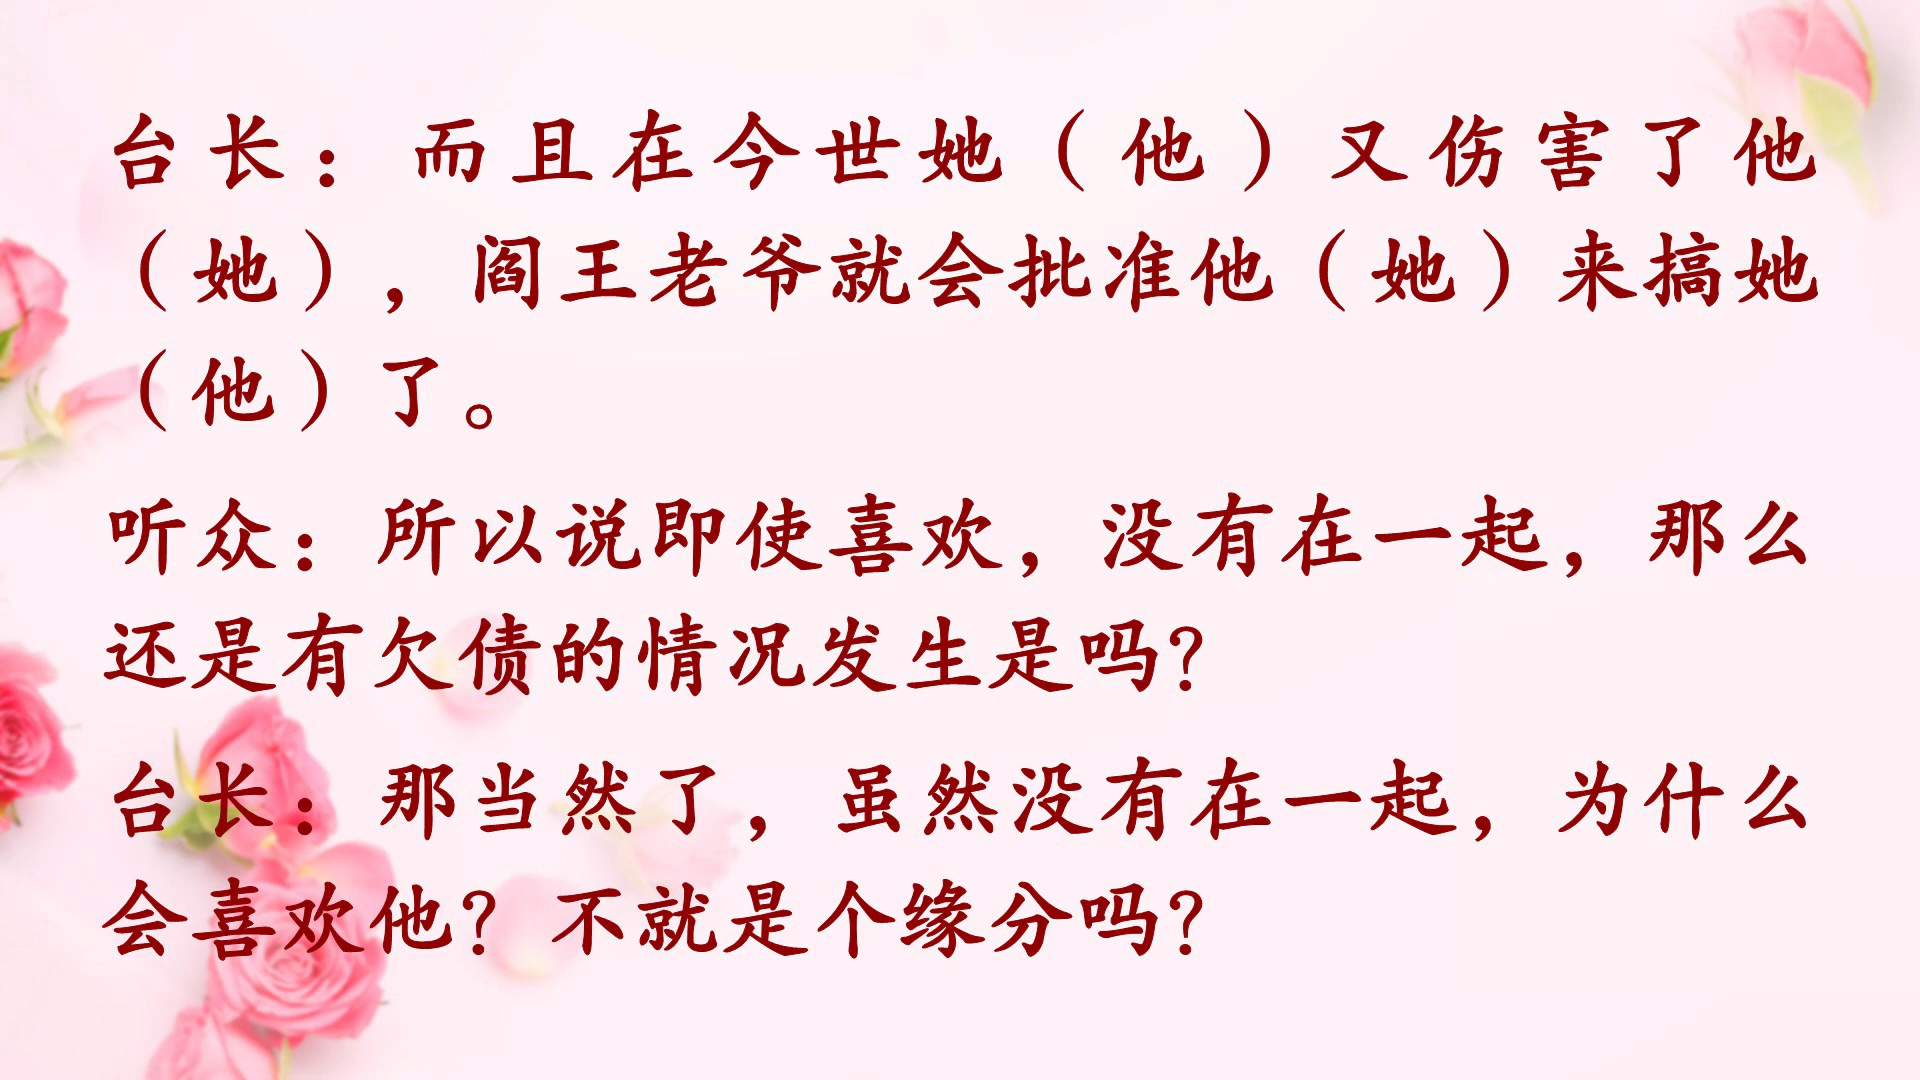 台长：而且在今世她（他）又伤害了他
（她），阎王老爷就会批准他（她）来搞她
（他）了。
听众：所以说即使喜欢，没有在一起，那么
还是有欠债的情况发生是吗？
台长：那当然了，虽然没有在一起，为什么
会喜欢他？不就是个缘分吗？